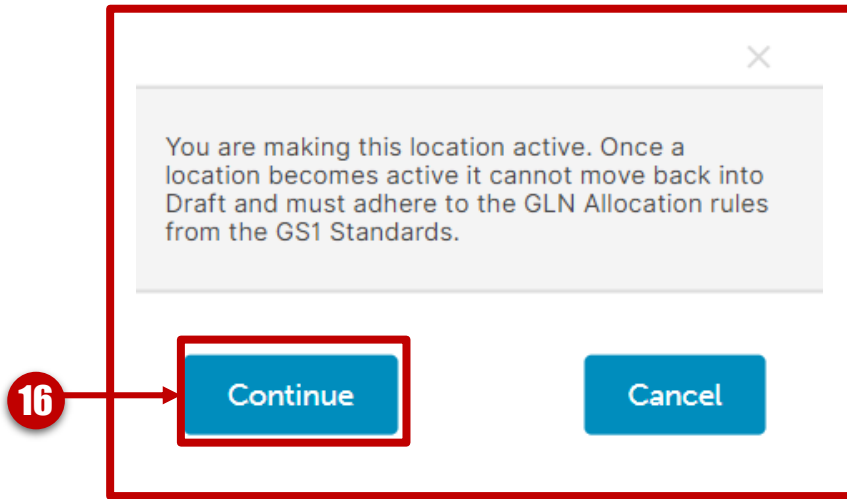 You are making this location active. Once a
location becomes active it cannot move back into
Draft and must adhere to the GLN Allocation rules
from the GS1 Standards.
16
Continue
Cancel